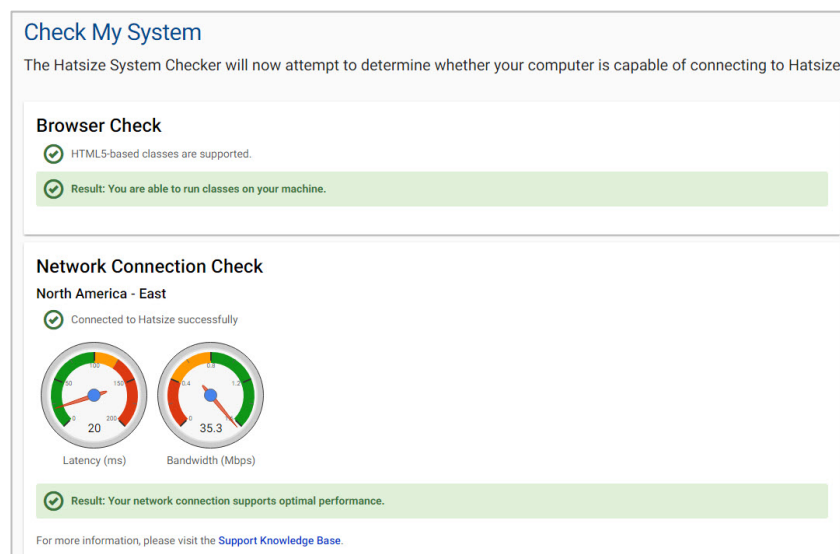 Check My System
The Hatsize System Checker will now attempt to determine whether your computer is capable of connecting to Hatsize
Browser Check
HTML5-based classes are supported.
Result: You are able to run classes on your machine.
Network Connection Check
North America - East
Connected to Hatsize successfully
0 50 100 150 200
20
0 0.4 0.8 1.2
35.3
Latency (ms) Bandwidth (Mbps)
Result: Your network connection supports optimal performance.
For more information, please visit the Support Knowledge Base.